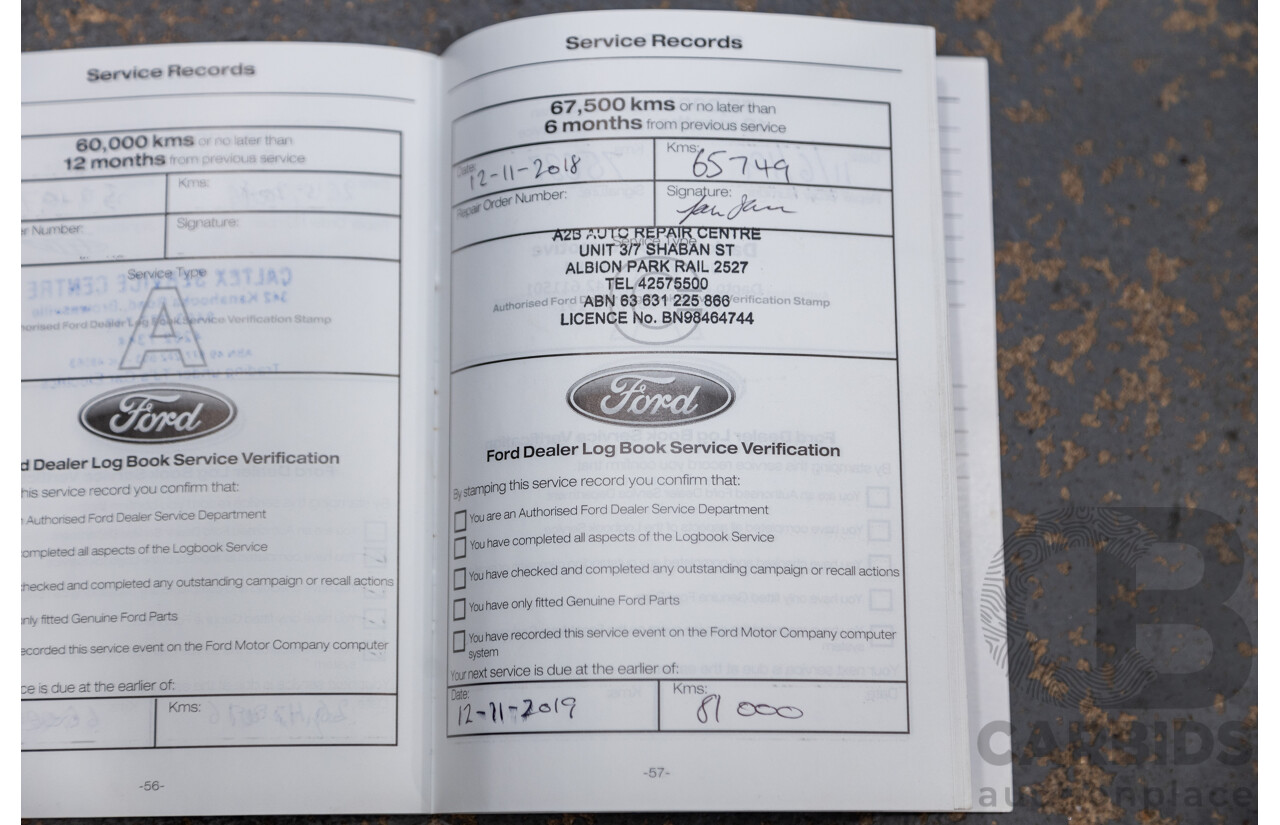 Service Records
60,000 kms or no later than
12 months from previous service
Kms:
r Number:
Signature:
Service Type
A
orised Ford Dealer Log Book Service Verification Stamp
Ford
d Dealer Log Book Service Verification
his service record you confirm that:
Authorised Ford Dealer Service Department
ompleted all aspects of the Logbook Service
hecked and completed any outstanding campaign or recall actions
nly fitted Genuine Ford Parts
ecorded this service event on the Ford Motor Company computer
ce is due at the earlier of:
Kms:
-56-
Service Records
67,500 kms or no later than
6 months from previous service
Date: 12-11-2018
Kms: 65749
Repair Order Number:
Signature:
Service Type
A2B AUTO REPAIR CENTRE
UNIT 3/7 SHABAN ST
ALBION PARK RAIL 2527
TEL 42575500
Authorised Ford Service Verification Stamp
ABN 63 631 225 866
LICENCE No. BN98464744
Ford
Ford Dealer Log Book Service Verification
By stamping this service record you confirm that:
You are an Authorised Ford Dealer Service Department
You have completed all aspects of the Logbook Service
You have checked and completed any outstanding campaign or recall actions
You have only fitted Genuine Ford Parts
You have recorded this service event on the Ford Motor Company computer
system
Your next service is due at the earlier of:
Date: 12-11-2019
Kms: 81 000
-57-
CB
CARBIDS
auctionplace